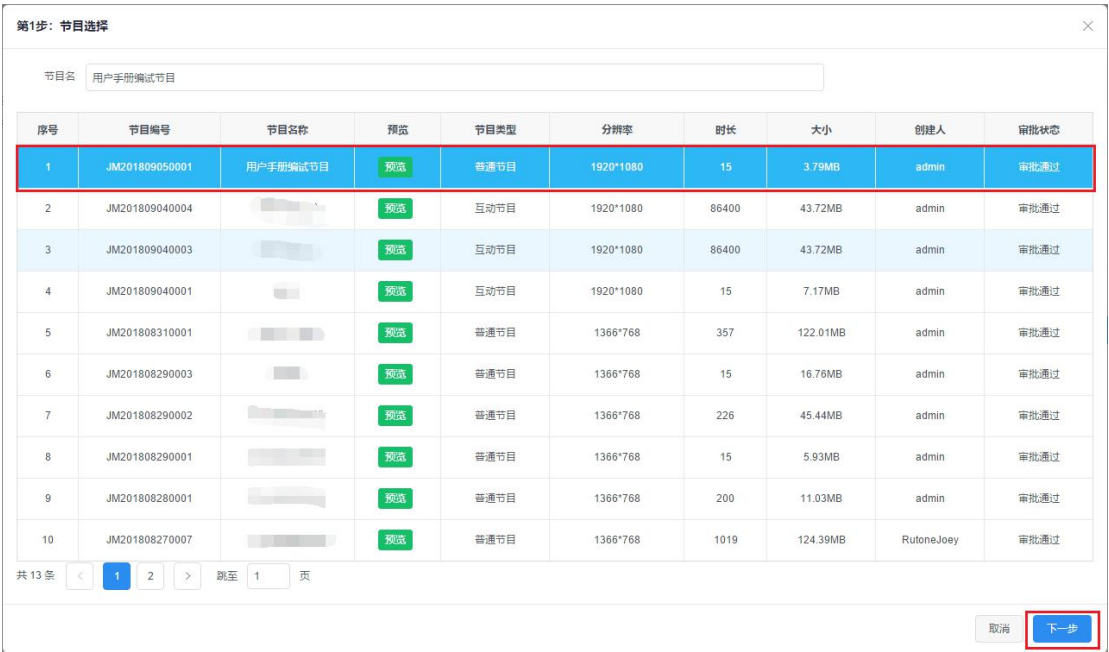 第1步：节目选择
节目名 用户手册编试节目
序号 节目编号 节目名称 预览 节目类型 分辨率 时长 大小 创建人 审批状态
1 JM201809050001 用户手册编试节目 预览 普通节目 1920*1080 15 3.79MB admin 审批通过
2 JM201809040004 预览 互动节目 1920*1080 86400 43.72MB admin 审批通过
3 JM201809040003 预览 互动节目 1920*1080 86400 43.72MB admin 审批通过
4 JM201809040001 预览 互动节目 1920*1080 15 7.17MB admin 审批通过
5 JM201808310001 预览 普通节目 1366*768 357 122.01MB admin 审批通过
6 JM201808290003 预览 普通节目 1366*768 15 16.76MB admin 审批通过
7 JM201808290002 预览 普通节目 1366*768 226 45.44MB admin 审批通过
8 JM201808290001 预览 普通节目 1366*768 15 5.93MB admin 审批通过
9 JM201808280001 预览 普通节目 1366*768 200 11.03MB admin 审批通过
10 JM201808270007 预览 普通节目 1366*768 1019 124.39MB RutoneJoey 审批通过
共 13 条 < 1 2 > 跳至 1 页
取消 下一步